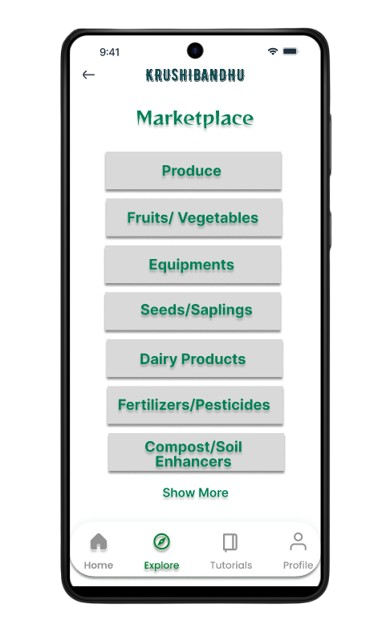 9:41
KRUSHIBANDHU
Marketplace
Produce
Fruits/ Vegetables
Equipments
Seeds/Saplings
Dairy Products
Fertilizers/Pesticides
Compost/Soil
Enhancers
Show More
Home Explore Tutorials Profile